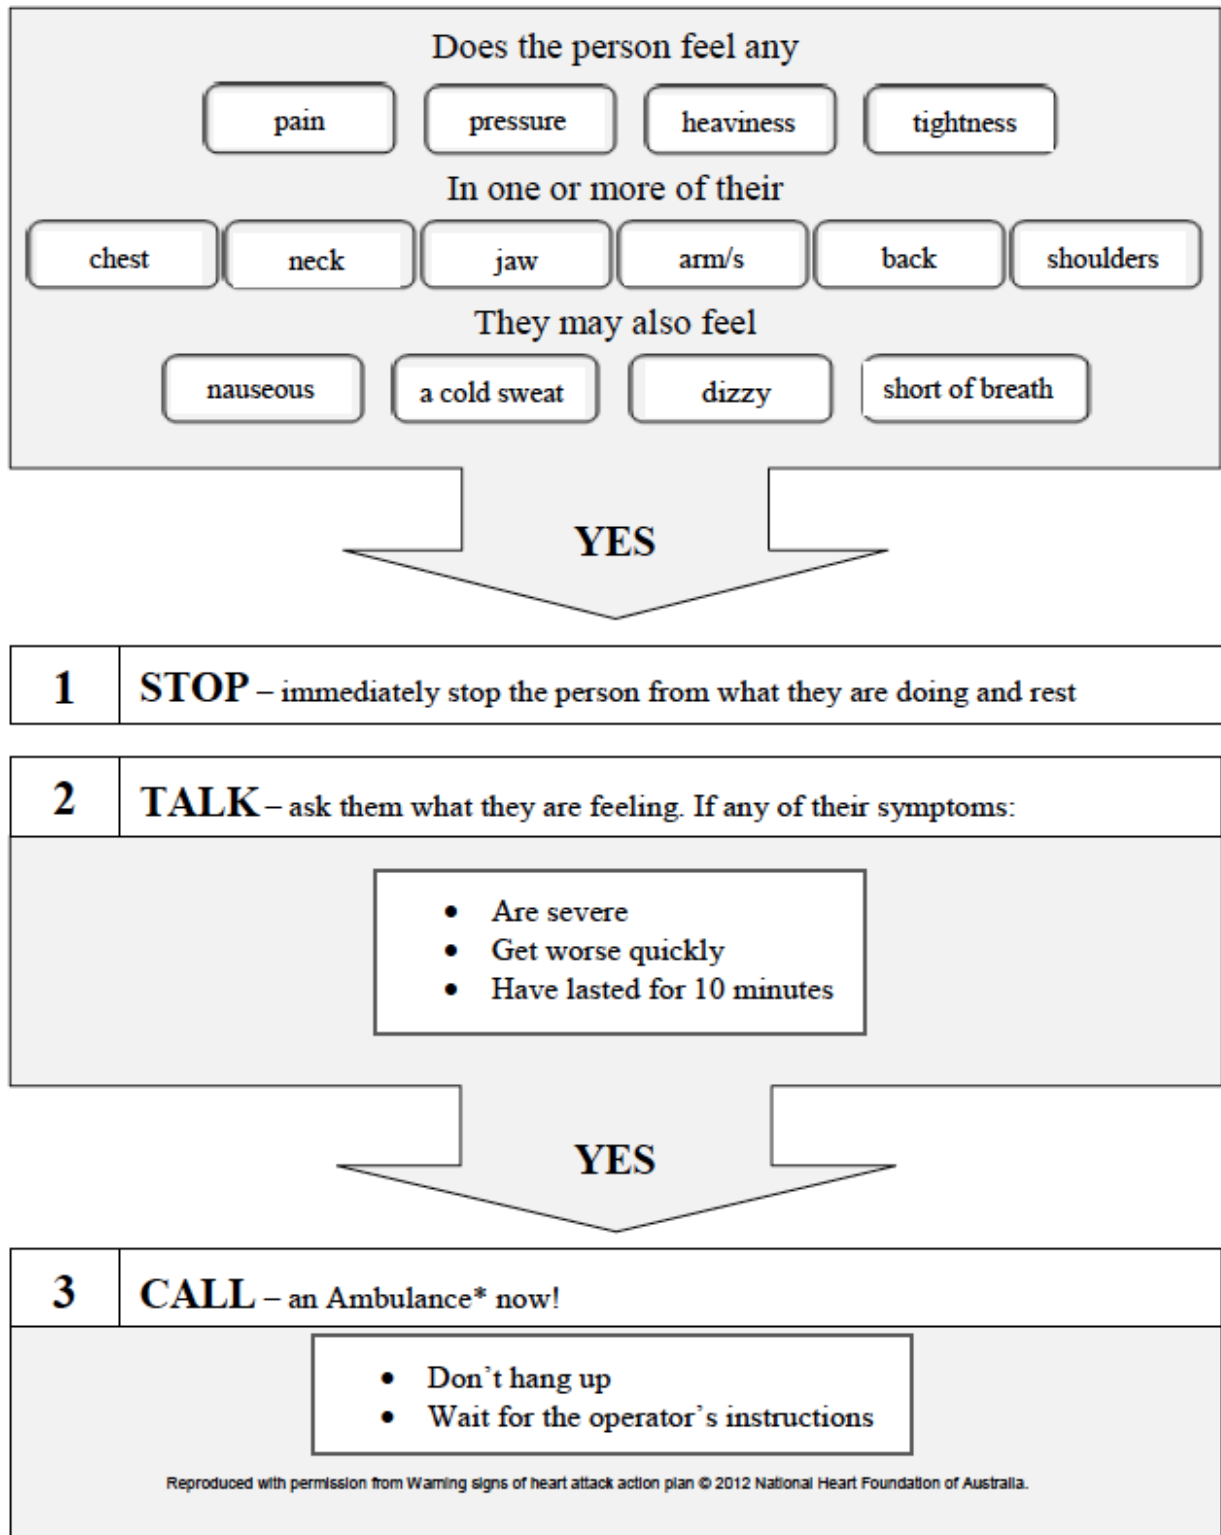 Does the person feel any
pain pressure heaviness tightness
In one or more of their
chest neck jaw arm/s back shoulders
They may also feel
nauseous a cold sweat dizzy short of breath
YES
1 STOP – immediately stop the person from what they are doing and rest
2 TALK – ask them what they are feeling. If any of their symptoms:
• Are severe
• Get worse quickly
• Have lasted for 10 minutes
YES
3 CALL – an Ambulance* now!
• Don’t hang up
• Wait for the operator’s instructions
Reproduced with permission from Warning signs of heart attack action plan © 2012 National Heart Foundation of Australia.